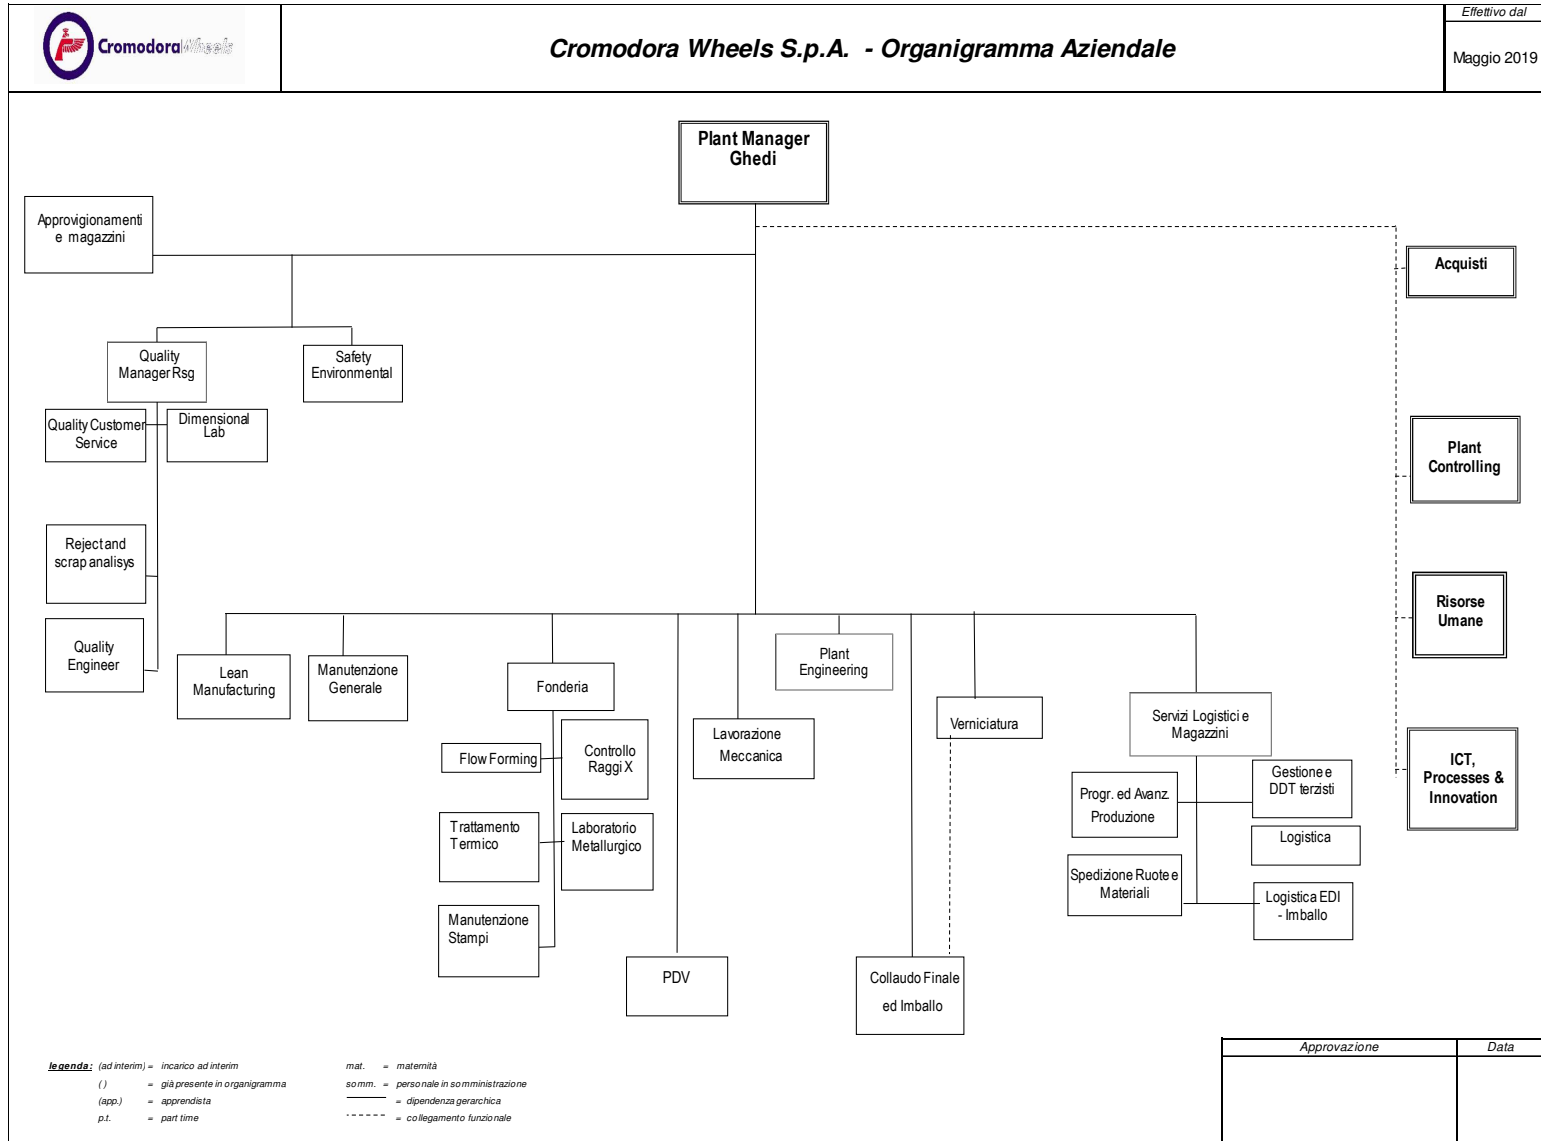 Cromodora Wheels
Cromodora Wheels S.p.A. - Organigramma Aziendale
Effettivo dal
Maggio 2019
Plant Manager
Ghedi
Approvigionamenti
e magazzini
Acquisti
Quality
Manager Rsg
Safety
Environmental
Quality Customer
Service
Dimensional
Lab
Plant
Controlling
Reject and
scrap analisys
Risorse
Umane
Quality
Engineer
Lean
Manufacturing
Manutenzione
Generale
Fonderia
Plant
Engineering
Lavorazione
Meccanica
Verniciatura
Servizi Logistici e
Magazzini
Flow Forming
Controllo
Raggi X
ICT,
Processes &
Innovation
Progr. ed Avanz.
Produzione
Gestione e
DDT terzisti
Trattamento
Termico
Laboratorio
Metallurgico
Logistica
Spedizione Ruote e
Materiali
Logistica EDI
- Imballo
Manutenzione
Stampi
PDV
Collaudo Finale
ed Imballo
legenda: (ad interim) = incarico ad interim
( ) = già presente in organigramma
(app.) = apprendista
p.t. = part time
mat. = maternità
somm. = personale in somministrazione
= dipendenza gerarchica
= collegamento funzionale
Approvazione
Data